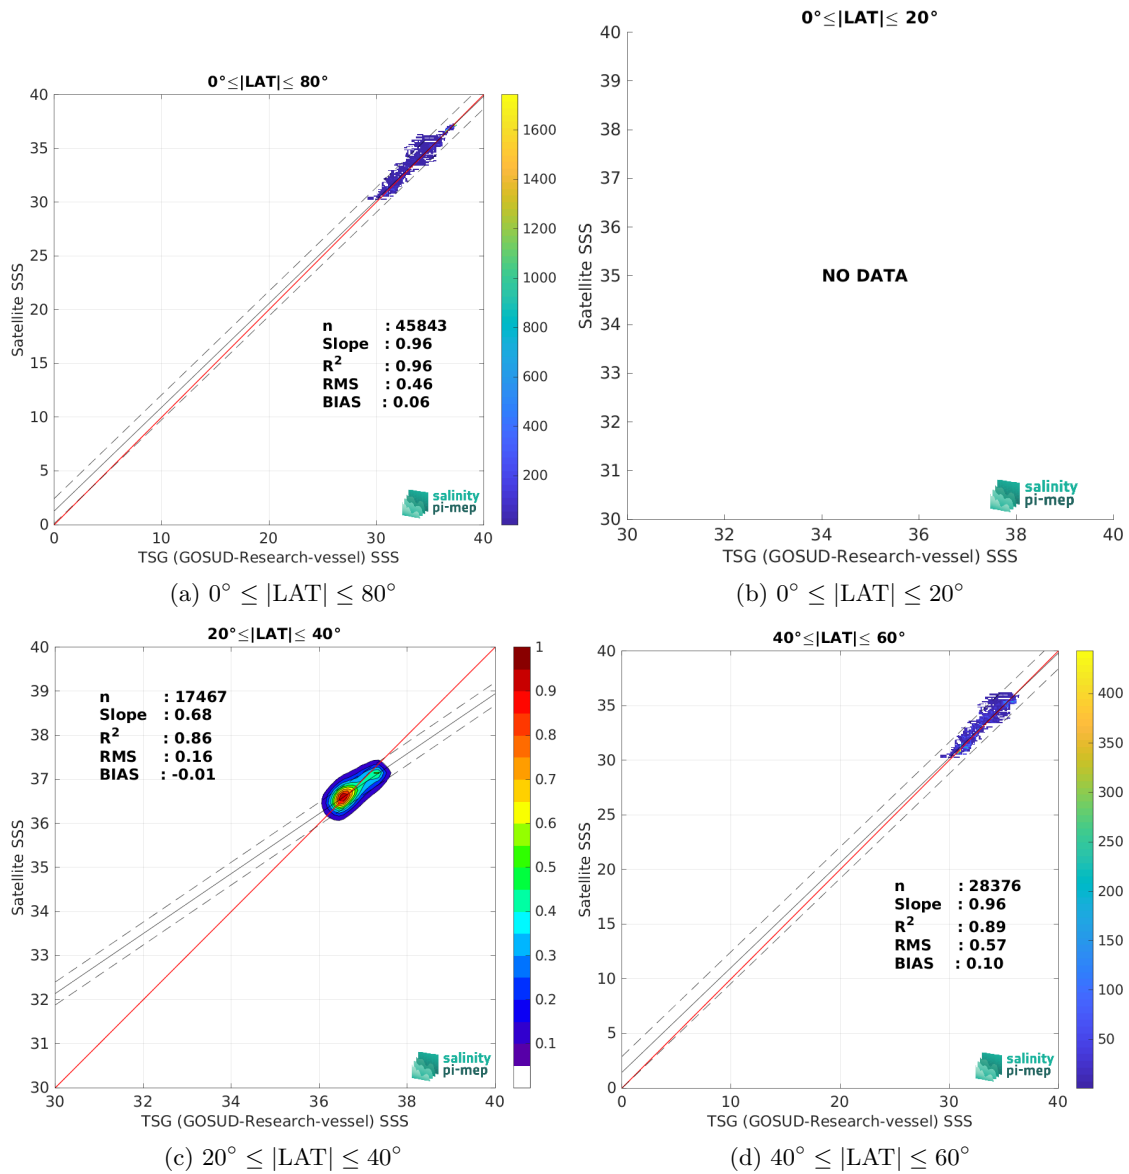 0°≤|LAT|≤ 80°
40
35
30
25
20
15
10
5
0
0
10
20
30
40
Satellite SSS
TSG (GOSUD-Research-vessel) SSS
n : 45843
Slope : 0.96
R2 : 0.96
RMS : 0.46
BIAS : 0.06
salinity
pi-mep
1600
1400
1200
1000
800
600
400
200
(a) 0° ≤ |LAT| ≤ 80°
0°≤|LAT|≤ 20°
40
39
38
37
36
35
34
33
32
31
30
30
32
34
36
38
40
Satellite SSS
TSG (GOSUD-Research-vessel) SSS
NO DATA
salinity
pi-mep
(b) 0° ≤ |LAT| ≤ 20°
20°≤|LAT|≤ 40°
40
39
38
37
36
35
34
33
32
31
30
30
32
34
36
38
40
Satellite SSS
TSG (GOSUD-Research-vessel) SSS
n : 17467
Slope : 0.68
R2 : 0.86
RMS : 0.16
BIAS : -0.01
salinity
pi-mep
1
0.9
0.8
0.7
0.6
0.5
0.4
0.3
0.2
0.1
(c) 20° ≤ |LAT| ≤ 40°
40°≤|LAT|≤ 60°
40
35
30
25
20
15
10
5
0
0
10
20
30
40
Satellite SSS
TSG (GOSUD-Research-vessel) SSS
n : 28376
Slope : 0.96
R2 : 0.89
RMS : 0.57
BIAS : 0.10
salinity
pi-mep
400
350
300
250
200
150
100
50
(d) 40° ≤ |LAT| ≤ 60°